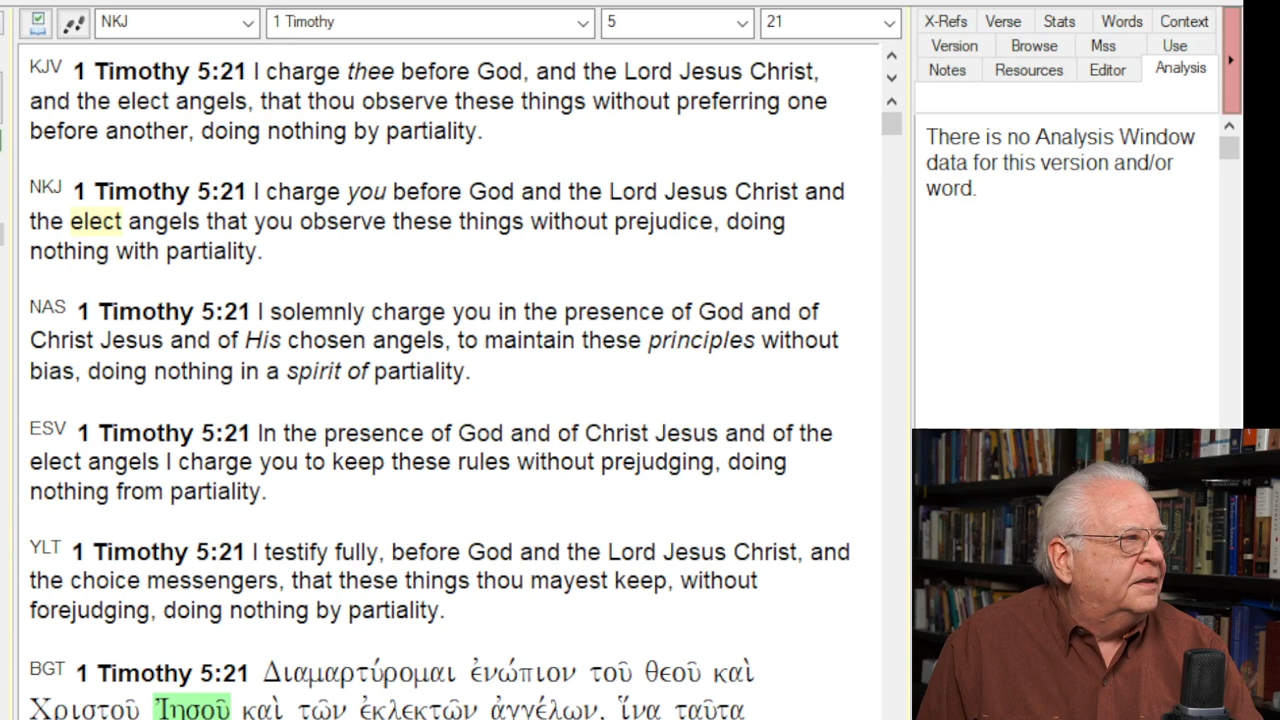 NKJ 1 Timothy 5 21
X-Refs Verse Stats Words Context
Version Browse Mss Use
Notes Resources Editor Analysis
There is no Analysis Window
data for this version and/or
word.
KJV 1 Timothy 5:21 I charge thee before God, and the Lord Jesus Christ,
and the elect angels, that thou observe these things without preferring one
before another, doing nothing by partiality.
NKJ 1 Timothy 5:21 I charge you before God and the Lord Jesus Christ and
the elect angels that you observe these things without prejudice, doing
nothing with partiality.
NAS 1 Timothy 5:21 I solemnly charge you in the presence of God and of
Christ Jesus and of His chosen angels, to maintain these principles without
bias, doing nothing in a spirit of partiality.
ESV 1 Timothy 5:21 In the presence of God and of Christ Jesus and of the
elect angels I charge you to keep these rules without prejudging, doing
nothing from partiality.
YLT 1 Timothy 5:21 I testify fully, before God and the Lord Jesus Christ, and
the choice messengers, that these things thou mayest keep, without
forejudging, doing nothing by partiality.
BGT 1 Timothy 5:21 Διαμαρτύρομαι ἐνώπιον τοῦ θεοῦ καὶ
Χριστοῦ Ἰησοῦ καὶ τῶν ἐκλεκτῶν ἀγγέλων, ἵνα ταῦτα